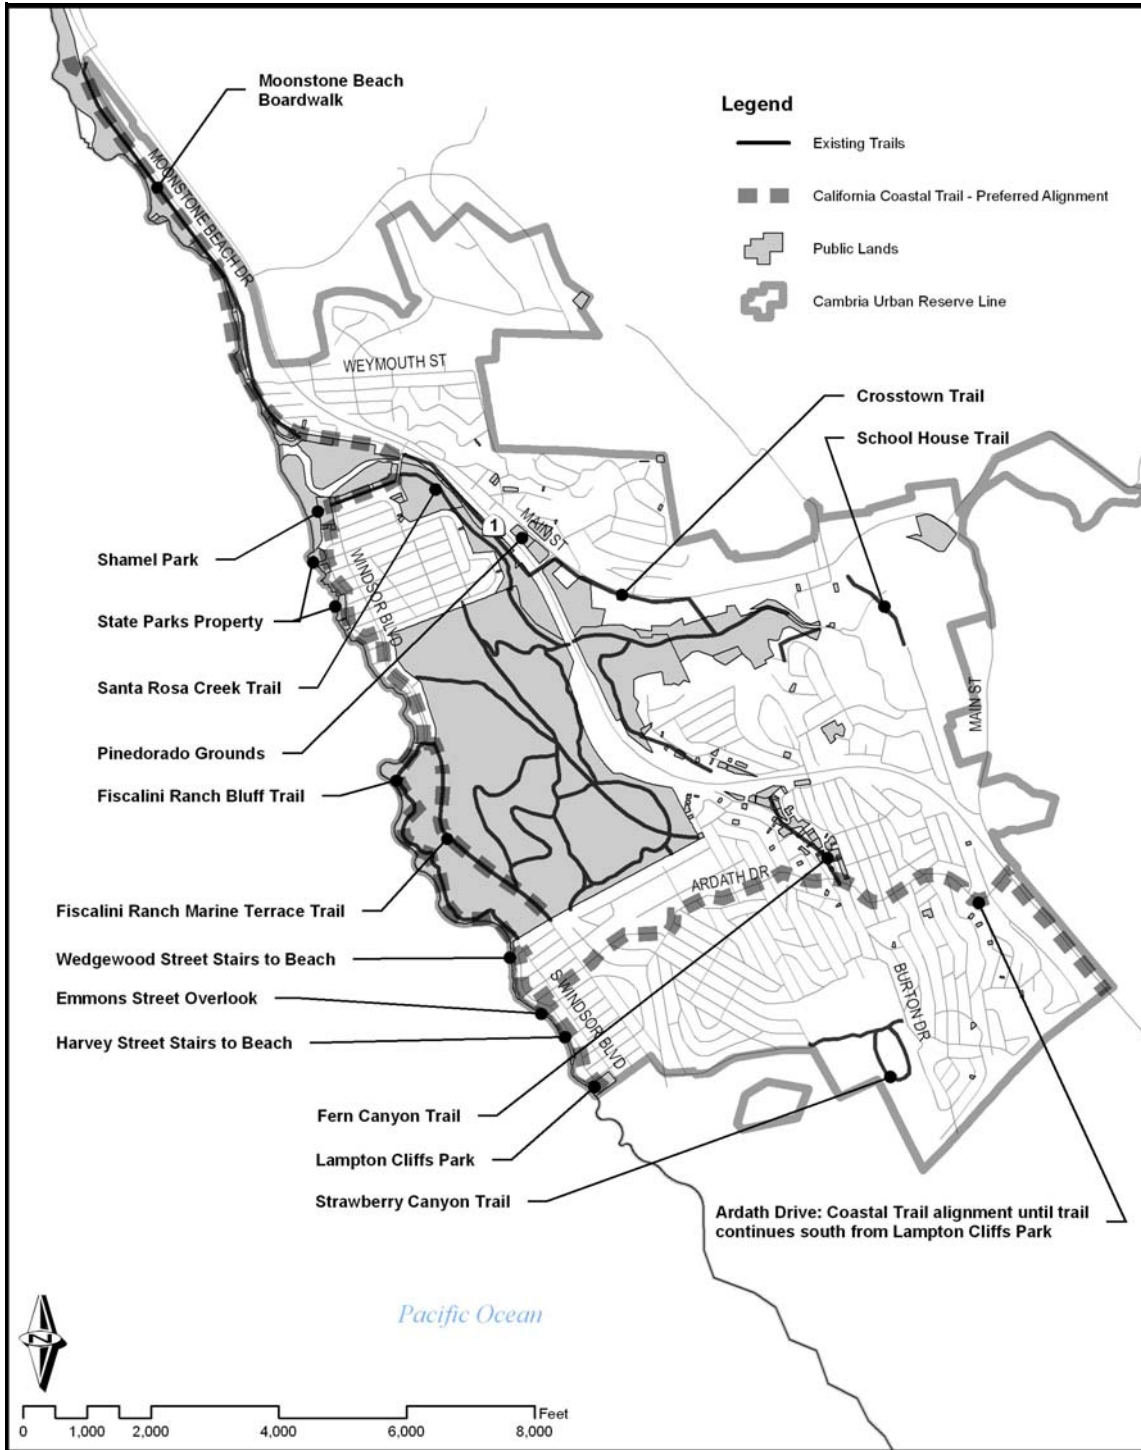 Moonstone Beach
Boardwalk
Legend
Existing Trails
California Coastal Trail - Preferred Alignment
Public Lands
Cambria Urban Reserve Line
MOONSTONE BEACH DR
WEYMOUTH ST
Crosstown Trail
School House Trail
MAIN ST
1
Shamel Park
WINDSOR BLVD
State Parks Property
Santa Rosa Creek Trail
MAIN ST
Pinedorado Grounds
Fiscalini Ranch Bluff Trail
ARDATH DR
Fiscalini Ranch Marine Terrace Trail
Wedgewood Street Stairs to Beach
BURTON DR
S WINDSOR BLVD
Emmons Street Overlook
Harvey Street Stairs to Beach
Fern Canyon Trail
Lampton Cliffs Park
Strawberry Canyon Trail
Ardath Drive: Coastal Trail alignment until trail
continues south from Lampton Cliffs Park
Pacific Ocean
N
Feet
0 1,000 2,000 4,000 6,000 8,000